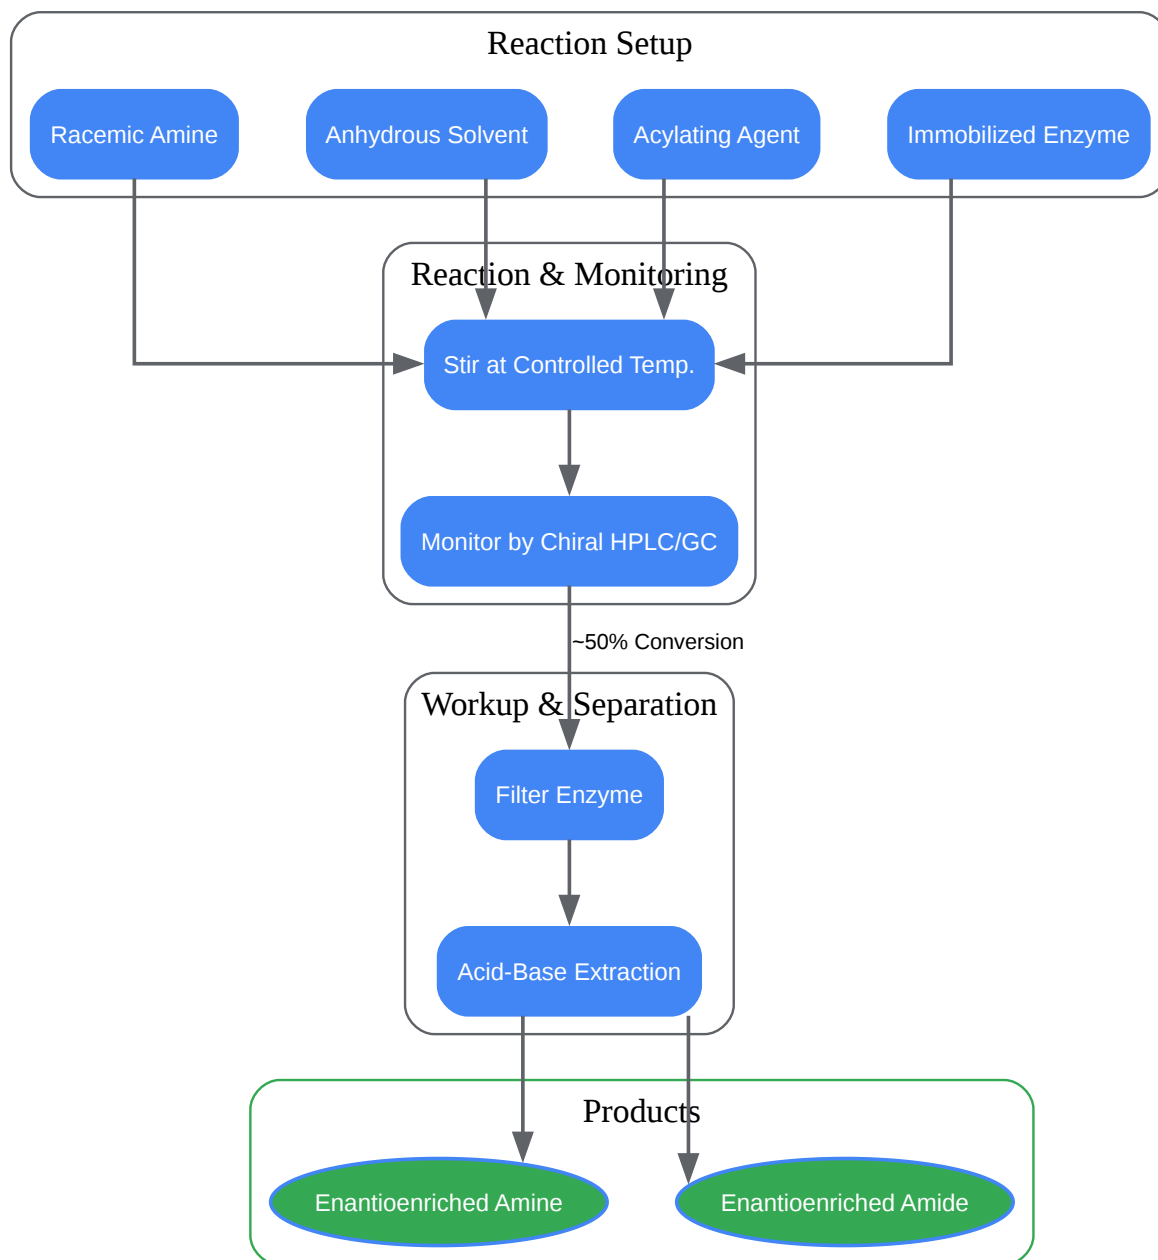 Reaction Setup
Racemic Amine
Anhydrous Solvent
Acylating Agent
Immobilized Enzyme
Reaction & Monitoring
Stir at Controlled Temp.
Monitor by Chiral HPLC/GC
~50% Conversion
Workup & Separation
Filter Enzyme
Acid-Base Extraction
Products
Enantioenriched Amine
Enantioenriched Amide